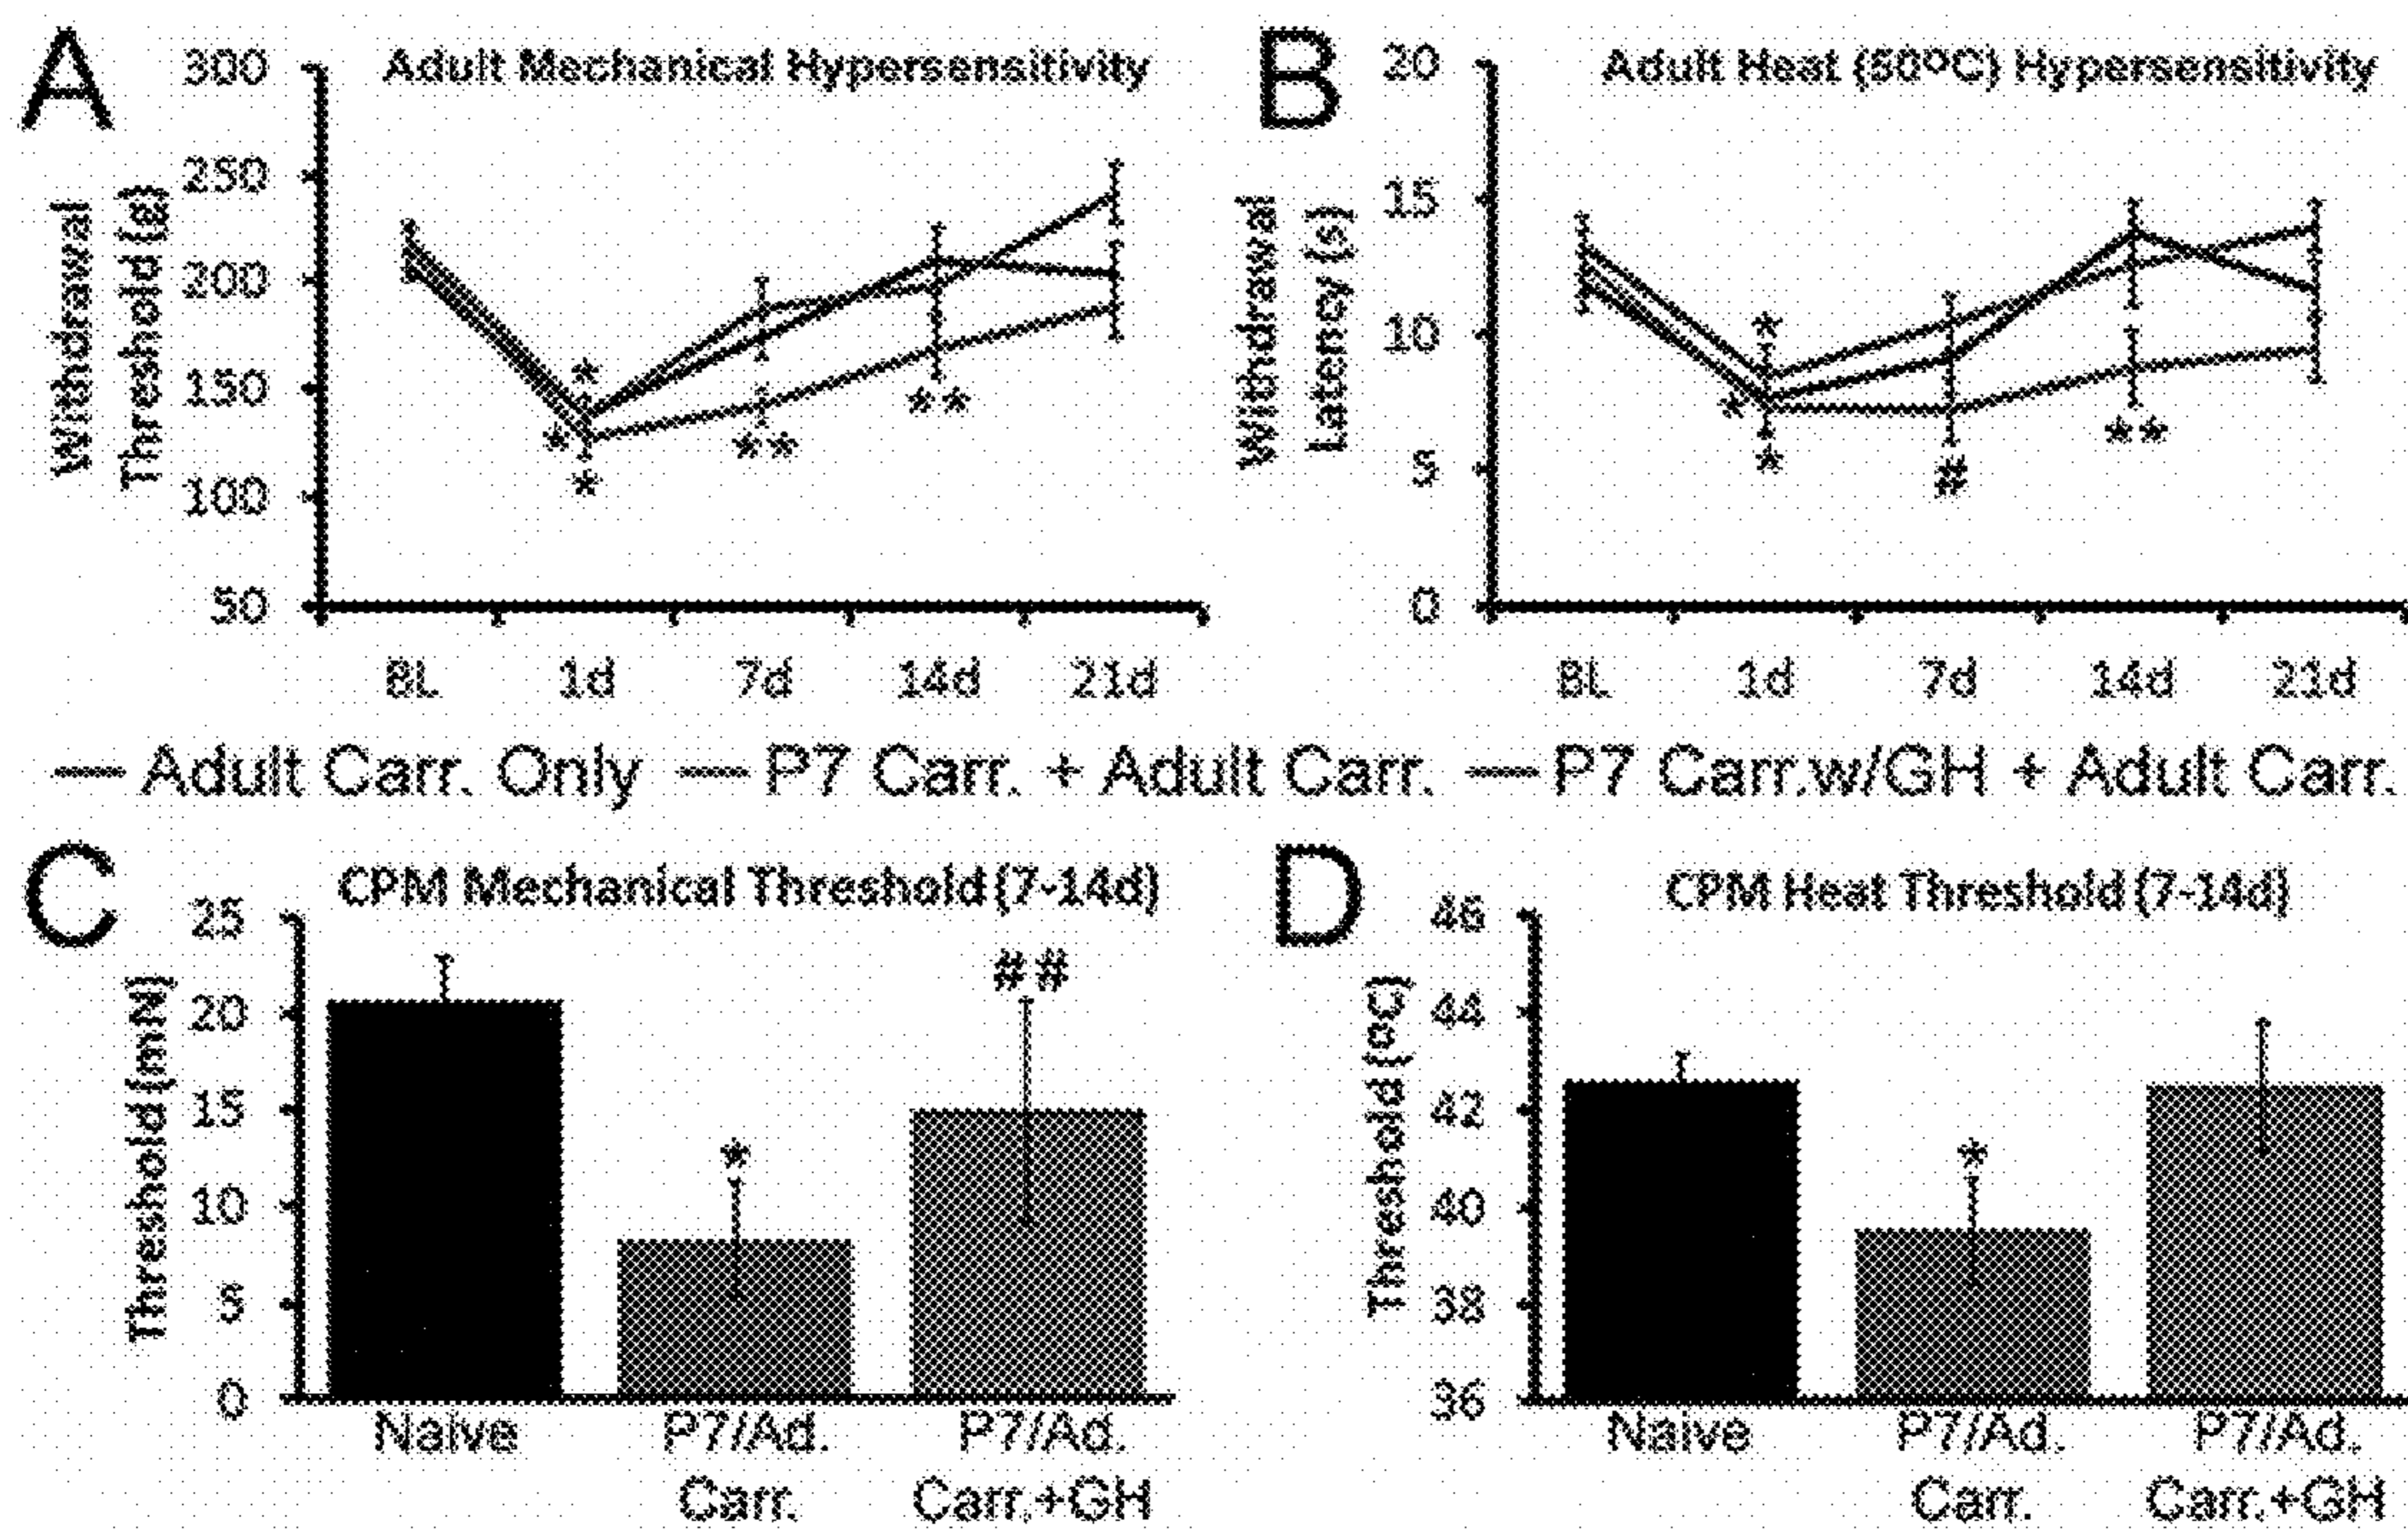 A
Adult Mechanical Hypersensitivity
Withdrawal
Threshold (g)
300
250
200
150
100
50
*
*
*
**
**
BL 1d 7d 14d 21d
B
Adult Heat (50ºC) Hypersensitivity
Withdrawal
Latency (s)
20
15
10
5
0
*
*
*
#
**
BL 1d 7d 14d 21d
Adult Carr. Only P7 Carr. + Adult Carr. P7 Carr.w/GH + Adult Carr.
C
CPM Mechanical Threshold (7-14d)
Threshold (mN)
25
20
15
10
5
0
*
##
Naive P7/Ad. P7/Ad.
Carr. Carr.+GH
D
CPM Heat Threshold (7-14d)
Threshold (ºC)
46
44
42
40
38
36
*
Naive P7/Ad. P7/Ad.
Carr. Carr.+GH